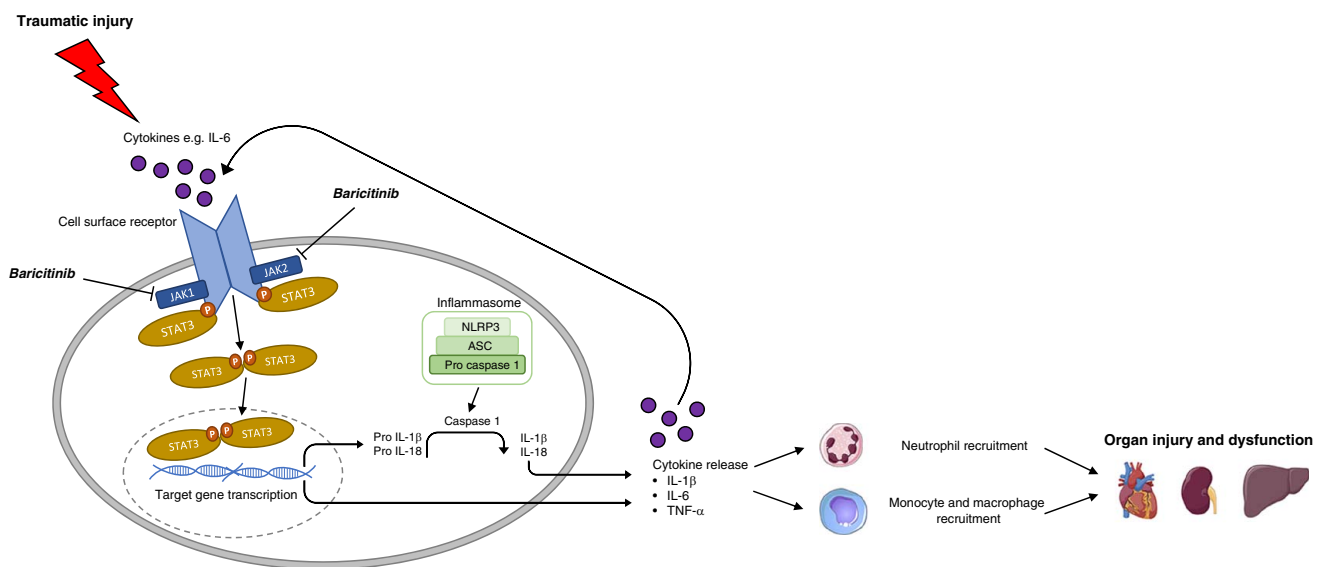 Traumatic injury
Cytokines e.g. IL-6
Baricitinib
Cell surface receptor
Baricitinib
JAK2
P
STAT3
JAK1
P
STAT3
Inflammasome
NLRP3
ASC
Pro caspase 1
P P
STAT3
STAT3
Caspase 1
P P
STAT3
STAT3
Pro IL-1β
Pro IL-18
IL-1β
IL-18
Target gene transcription
Cytokine release
• IL-1β
• IL-6
• TNF-α
Neutrophil recruitment
Monocyte and macrophage
recruitment
Organ injury and dysfunction